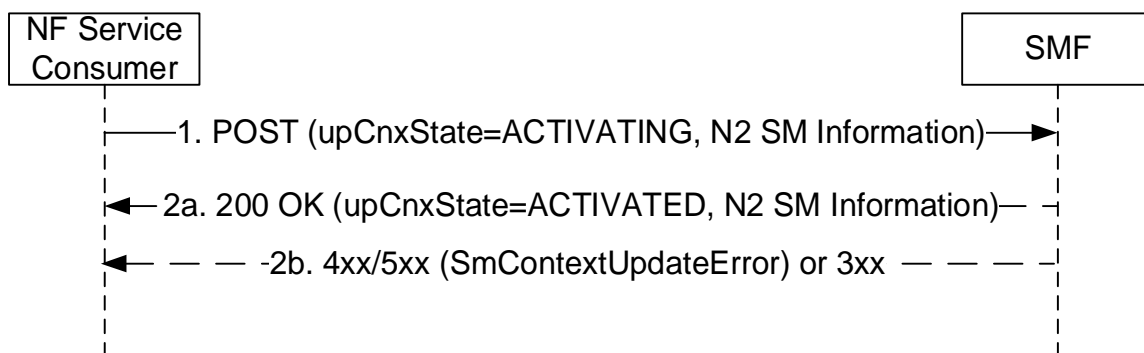 NF Service
Consumer
SMF
1. POST (upCnxState=ACTIVATING, N2 SM Information)
2a. 200 OK (upCnxState=ACTIVATED, N2 SM Information)
2b. 4xx/5xx (SmContextUpdateError) or 3xx